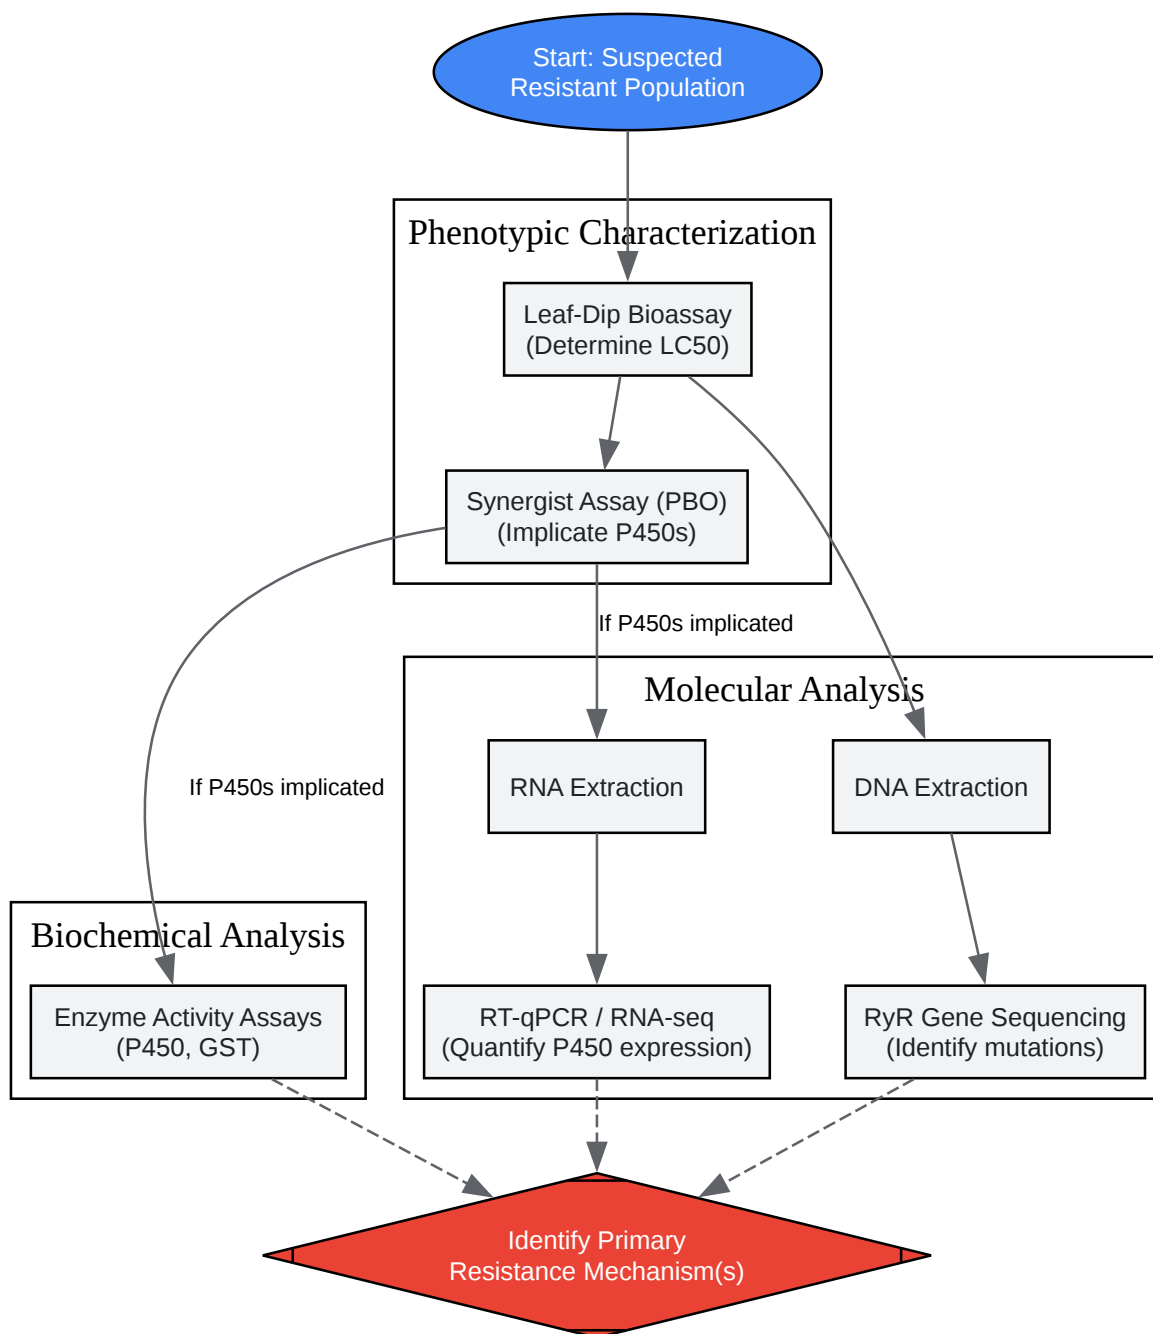 Start: Suspected
Resistant Population
Phenotypic Characterization
Leaf-Dip Bioassay
(Determine LC50)
Synergist Assay (PBO)
(Implicate P450s)
If P450s implicated
Molecular Analysis
RNA Extraction
DNA Extraction
If P450s implicated
Biochemical Analysis
Enzyme Activity Assays
(P450, GST)
RT-qPCR / RNA-seq
(Quantify P450 expression)
RyR Gene Sequencing
(Identify mutations)
Identify Primary
Resistance Mechanism(s)